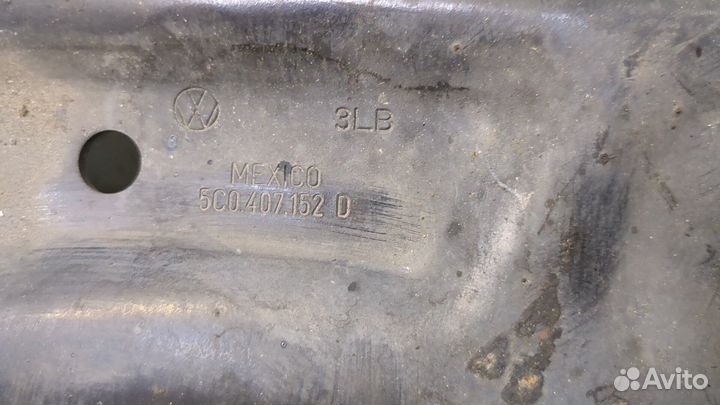 3LB
MEXICO
5C0.407.152 D
Avito